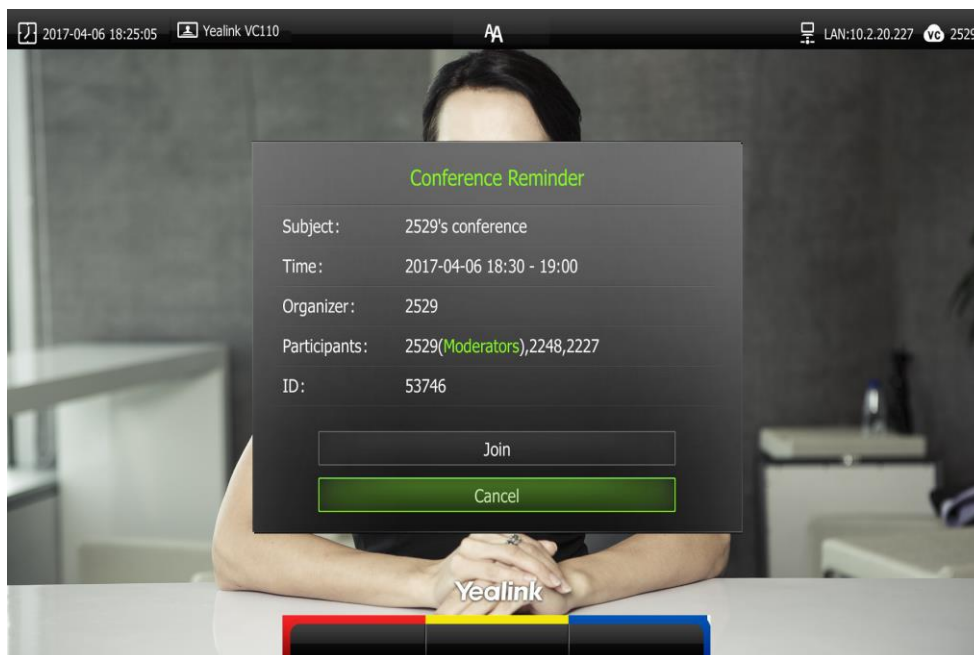 2017-04-06 18:25:05 Yealink VC110 AA LAN:10.2.20.227 VC 2529
Conference Reminder
Subject: 2529's conference
Time: 2017-04-06 18:30 - 19:00
Organizer: 2529
Participants: 2529(Moderators),2248,2227
ID: 53746
Join
Cancel
Yealink